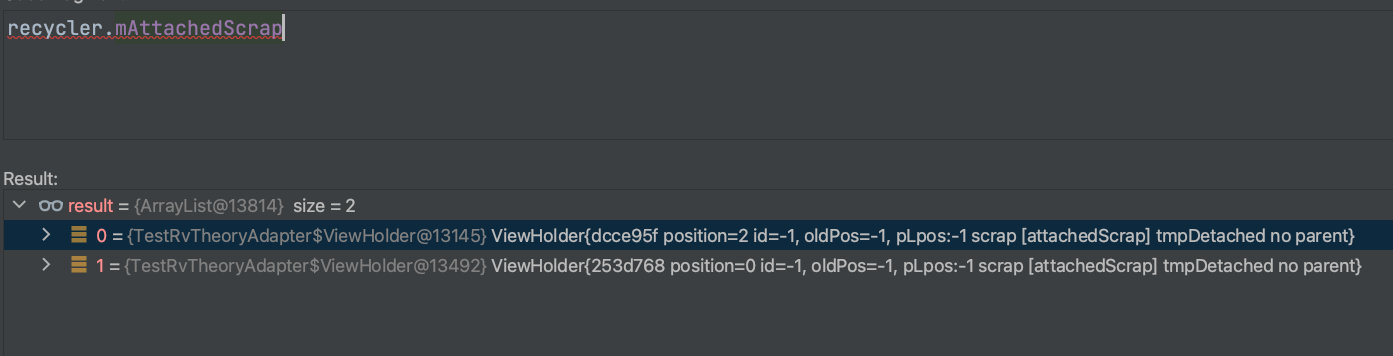 recycler.mAttachedScrap
Result:
result = {ArrayList@13814} size = 2
0 = {TestRvTheoryAdapter$ViewHolder@13145} ViewHolder{dcce95f position=2 id=-1, oldPos=-1, pLpos:-1 scrap [attachedScrap] tmpDetached no parent}
1 = {TestRvTheoryAdapter$ViewHolder@13492} ViewHolder{253d768 position=0 id=-1, oldPos=-1, pLpos:-1 scrap [attachedScrap] tmpDetached no parent}